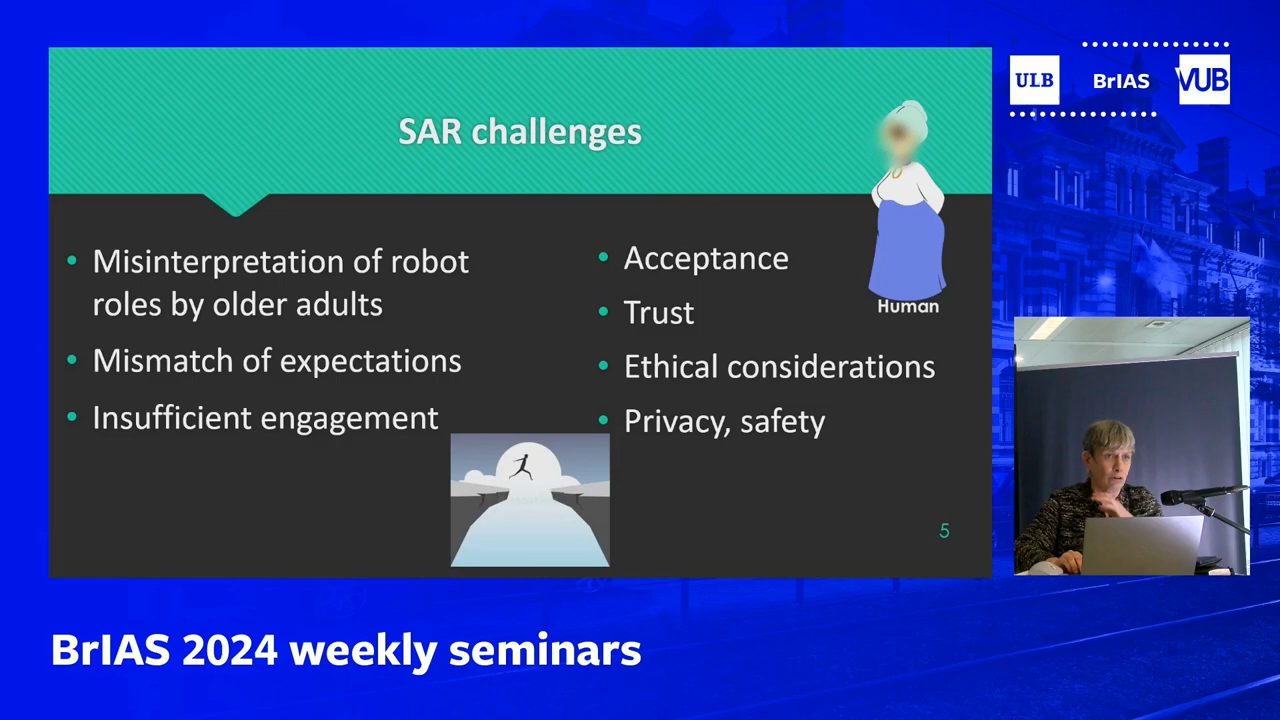 SAR challenges
• Misinterpretation of robot
roles by older adults
• Mismatch of expectations
• Insufficient engagement
• Acceptance
• Trust
• Ethical considerations
• Privacy, safety
Human
5
ULB
BrIAS
VUB
BrIAS 2024 weekly seminars